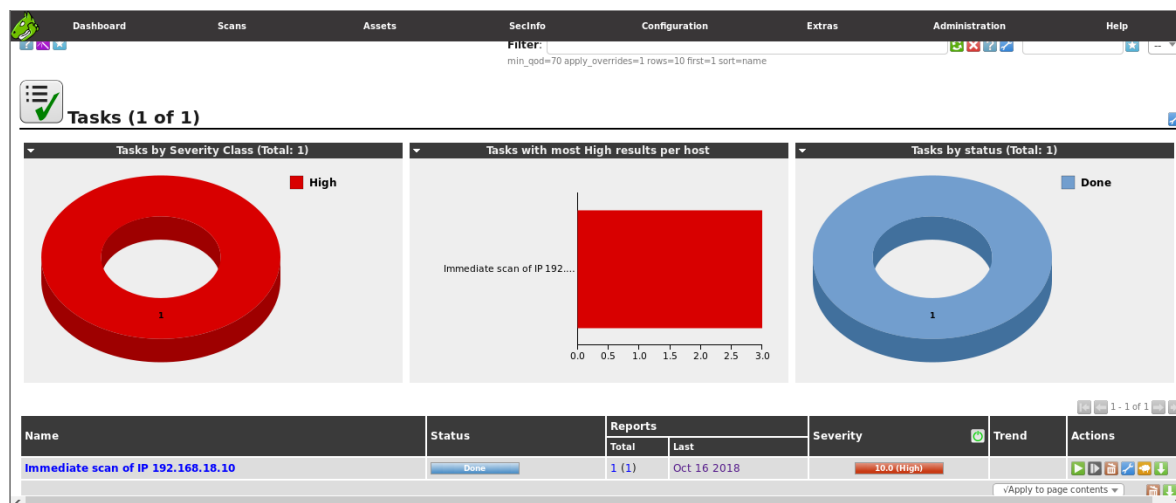 Dashboard Scans Assets SecInfo Configuration Extras Administration Help
Filter:
--
min_qod=70 apply_overrides=1 rows=10 first=1 sort=name
Tasks (1 of 1)
Tasks by Severity Class (Total: 1)
High
1
Tasks with most High results per host
Immediate scan of IP 192....
0.0 0.5 1.0 1.5 2.0 2.5 3.0
Tasks by status (Total: 1)
Done
1
1 - 1 of 1
Name Status Reports Severity Trend Actions
Total Last
Immediate scan of IP 192.168.18.10 Done 1 (1) Oct 16 2018 10.0 (High)
√Apply to page contents